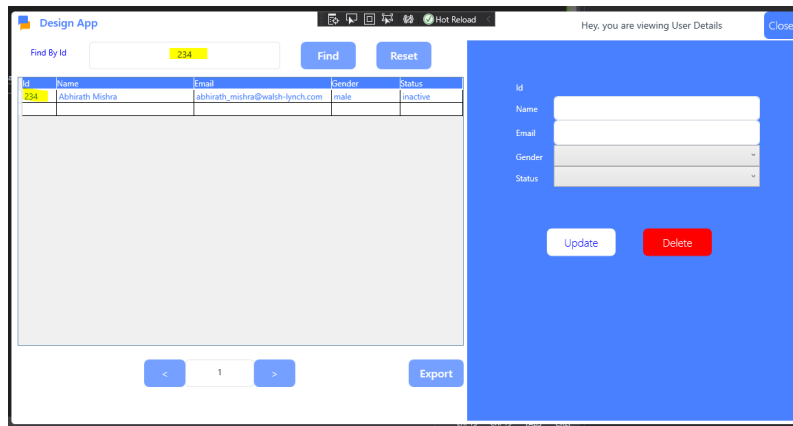 Design App
Hot Reload
Hey, you are viewing User Details
Close
Find By Id
234
Find
Reset
Id Name Email Gender Status
234 Abhirath Mishra abhirath_mishra@walsh-lynch.com male inactive
Id
Name
Email
Gender
Status
Update
Delete
< 1 >
Export